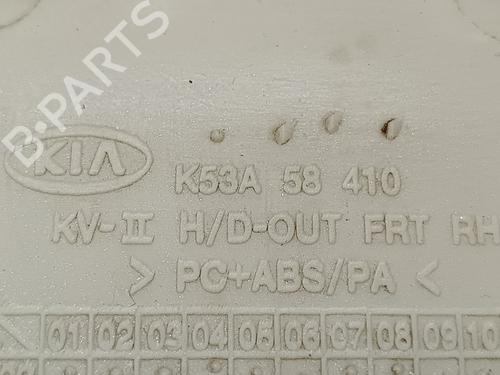 B-PARTS
KIA
K53A 58 410
KV-II H/D-OUT FRT RH
> PC+ABS/PA <
01 02 03 04 05 06 07 08 09 10